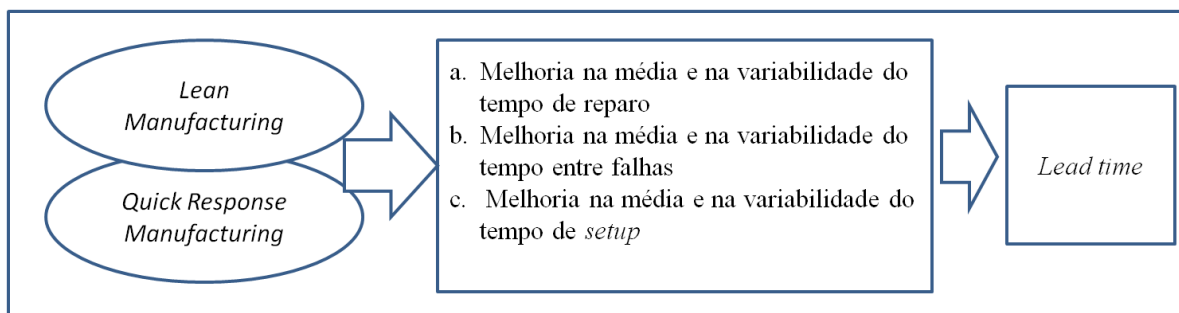 Lean
Manufacturing
Quick Response
Manufacturing
a. Melhoria na média e na variabilidade do
tempo de reparo
b. Melhoria na média e na variabilidade do
tempo entre falhas
c. Melhoria na média e na variabilidade do
tempo de setup
Lead time